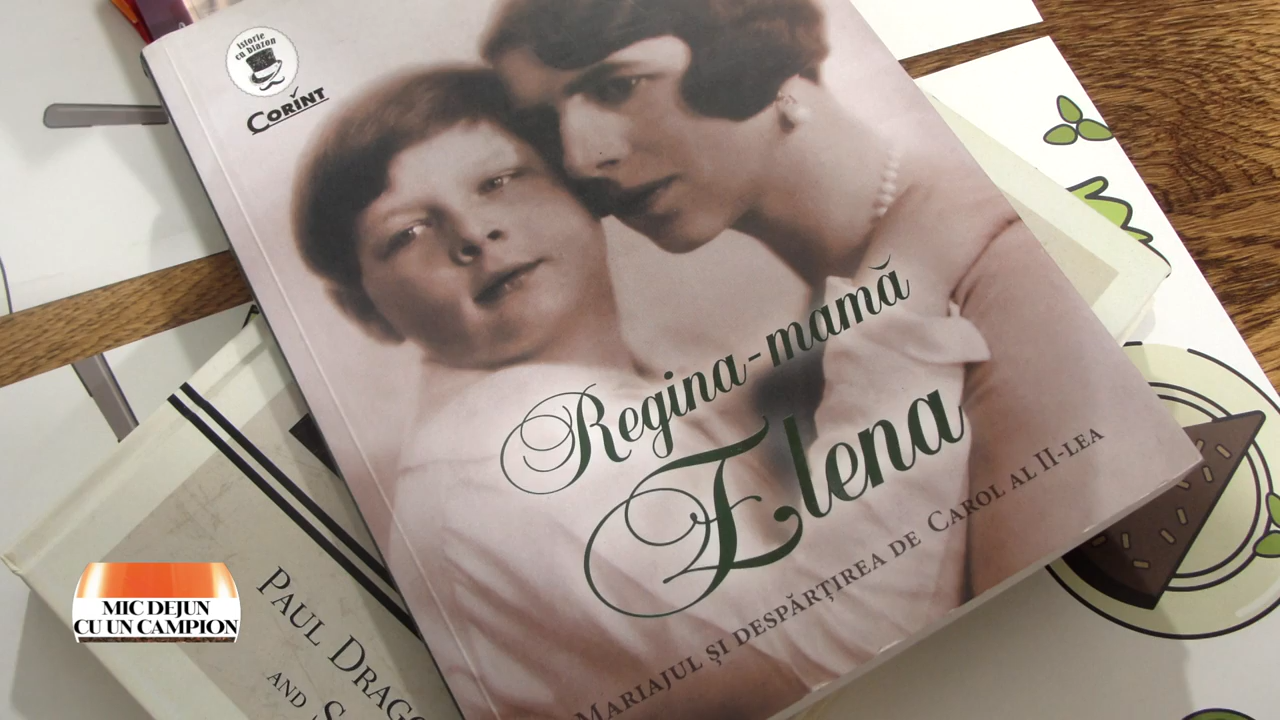 istorie
cu blazon
CORINT
Regina-mamă
Elena
MARIAJUL ȘI DESPĂRȚIREA DE CAROL AL II-LEA
PAUL
AND
MIC DEJUN
CU UN CAMPION